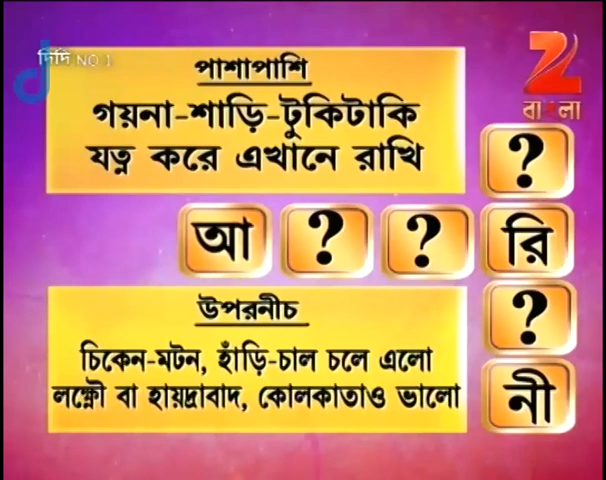 দিদি NO 1
পাশাপাশি
গয়না-শাড়ি-টুকিটাকি
যত্ন করে এখানে রাখি
বাংলা
?
আ ? ? রি
?
নী
উপরনীচ
চিকেন-মটন, হাঁড়ি-চাল চলে এলো
লক্ষ্ণৌ বা হায়দ্রাবাদ, কোলকাতাও ভালো